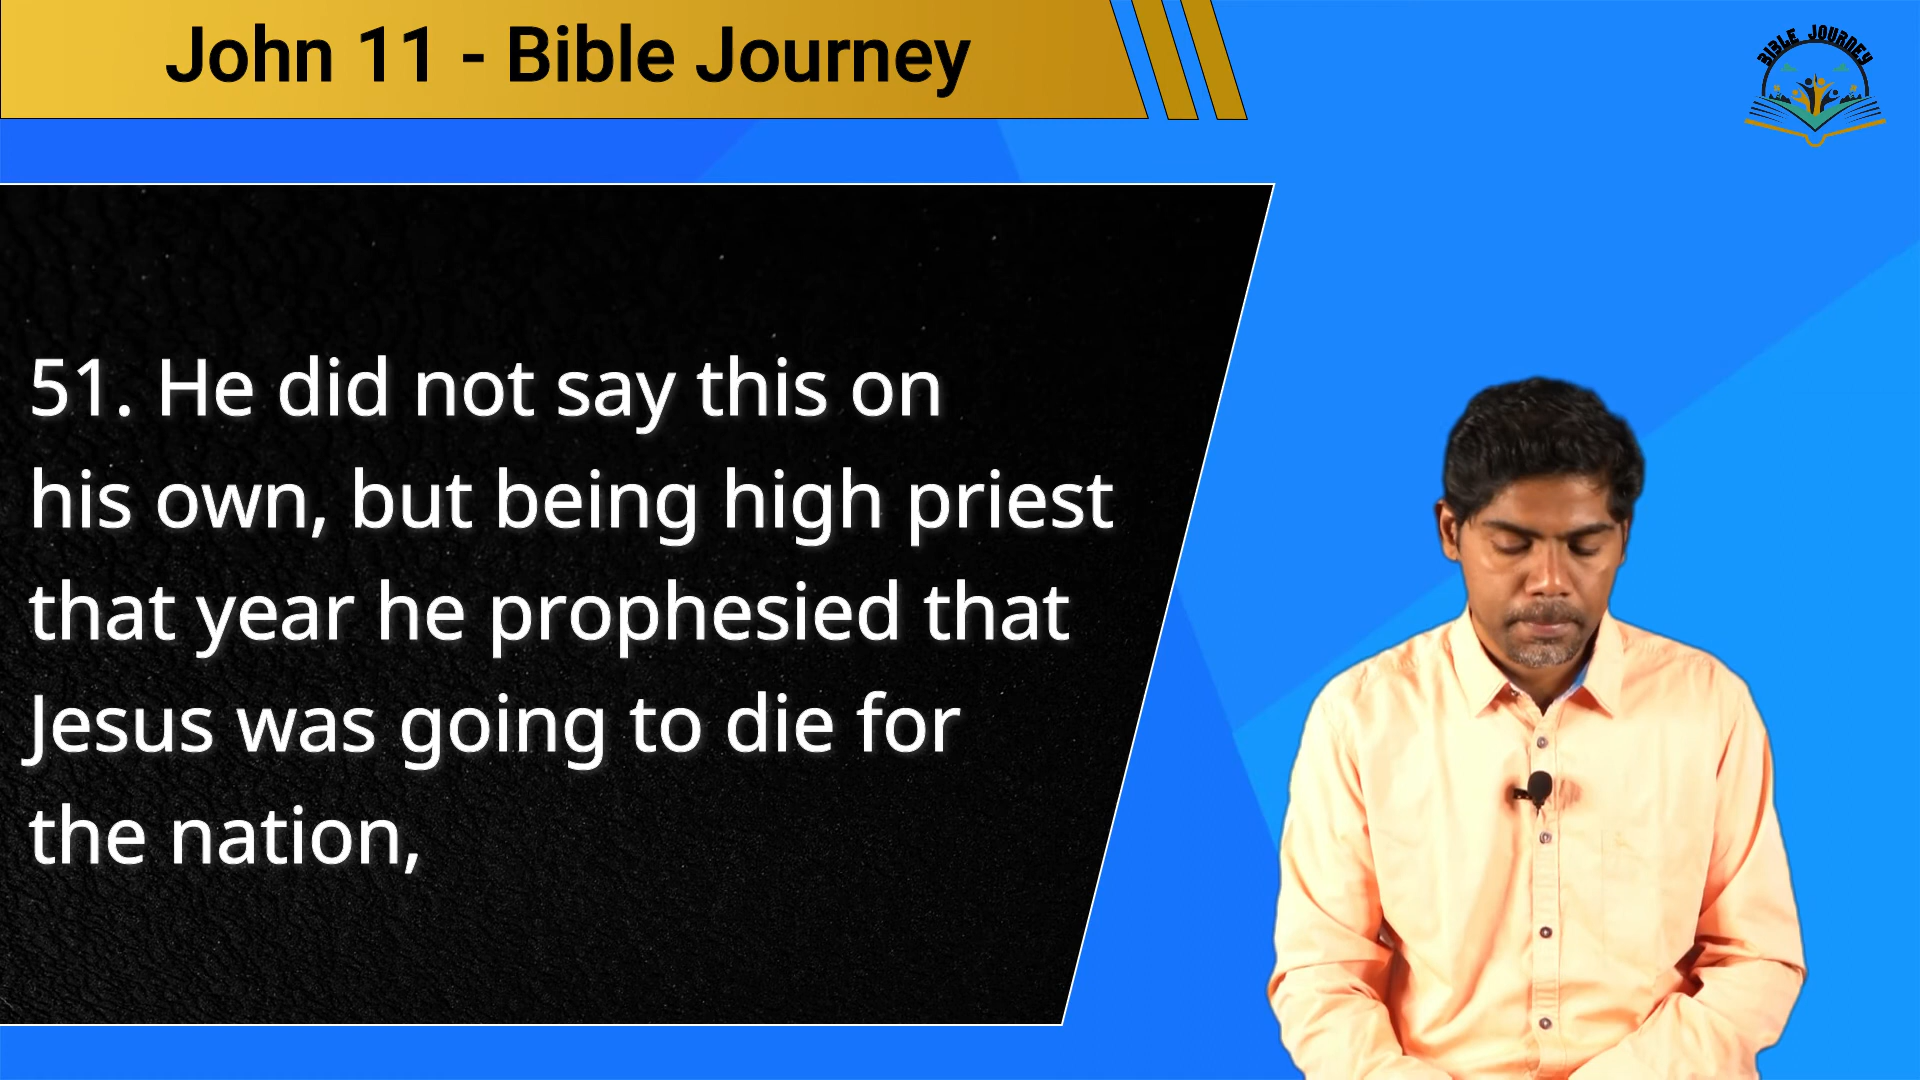 John 11 - Bible Journey
BIBLE JOURNEY
51. He did not say this on
his own, but being high priest
that year he prophesied that
Jesus was going to die for
the nation,